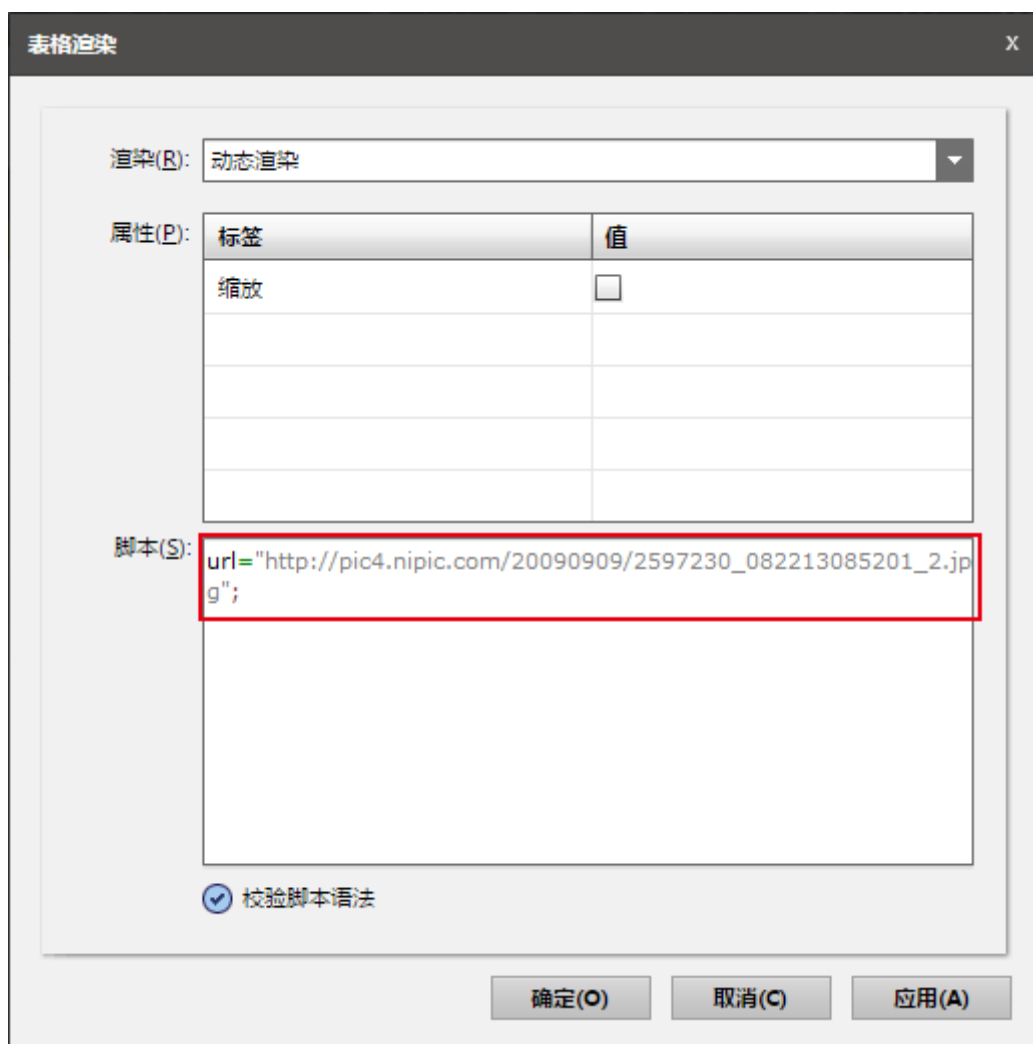 表格渲染 x
渲染(R): 动态渲染
属性(P): 标签 值
缩放
脚本(S): url="http://pic4.nipic.com/20090909/2597230_082213085201_2.jp
g";
校验脚本语法
确定(O) 取消(C) 应用(A)